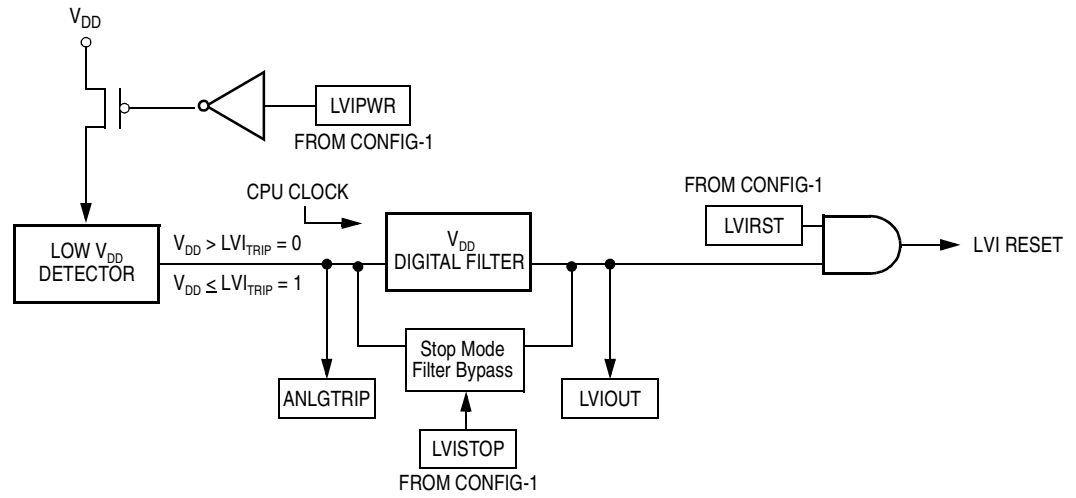 V_DD
LVIPWR
FROM CONFIG-1
FROM CONFIG-1
CPU CLOCK
LVIRST
LOW V_DD
DETECTOR
V_DD > LVI_TRIP = 0
V_DD ≤ LVI_TRIP = 1
V_DD
DIGITAL FILTER
LVI RESET
Stop Mode
Filter Bypass
ANLGTRIP
LVIOUT
LVISTOP
FROM CONFIG-1